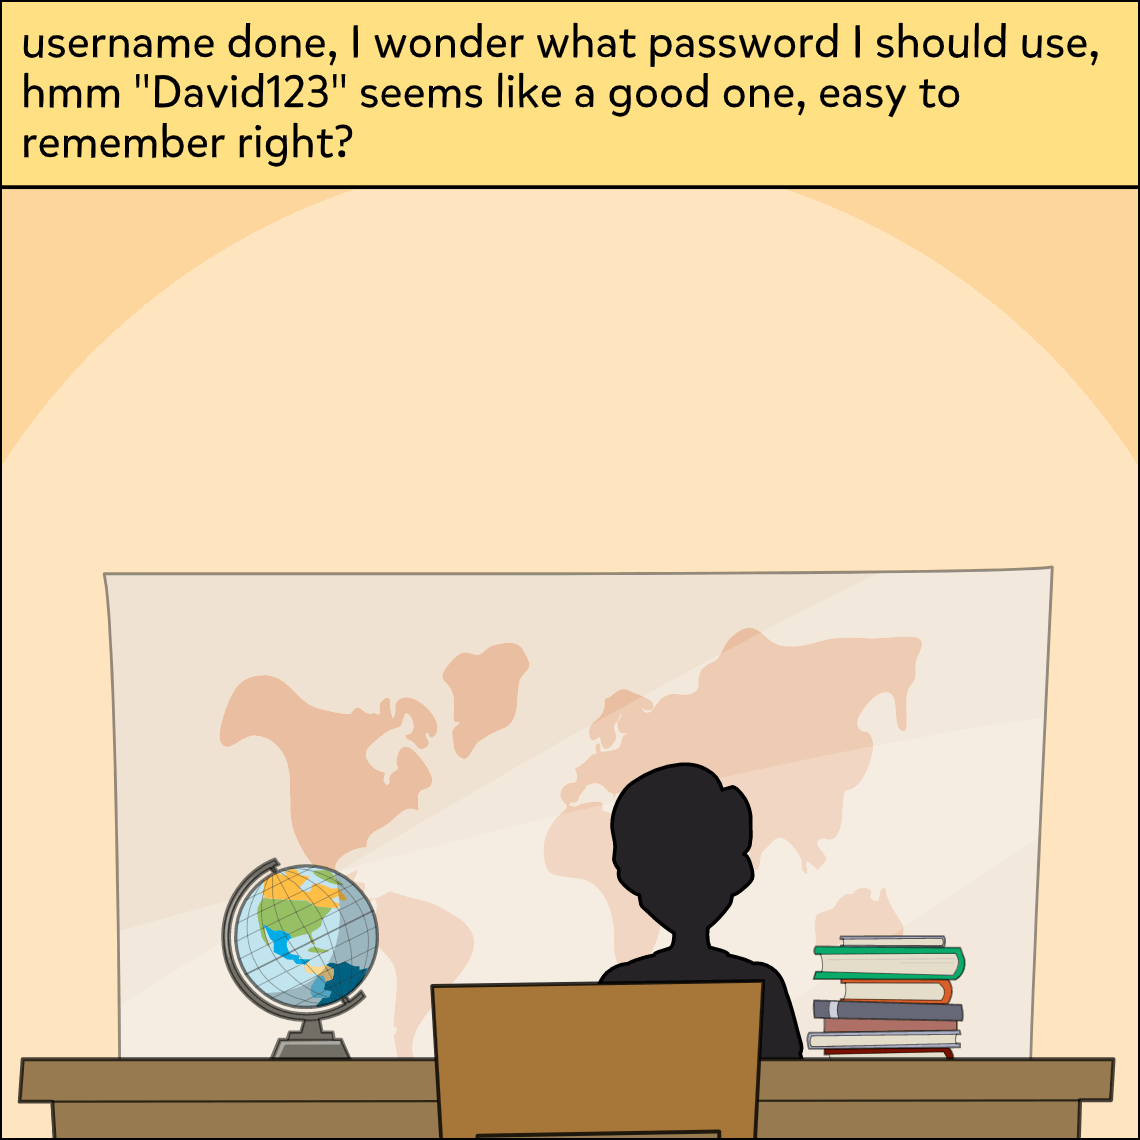 username done, I wonder what password I should use,
hmm "David123" seems like a good one, easy to
remember right?